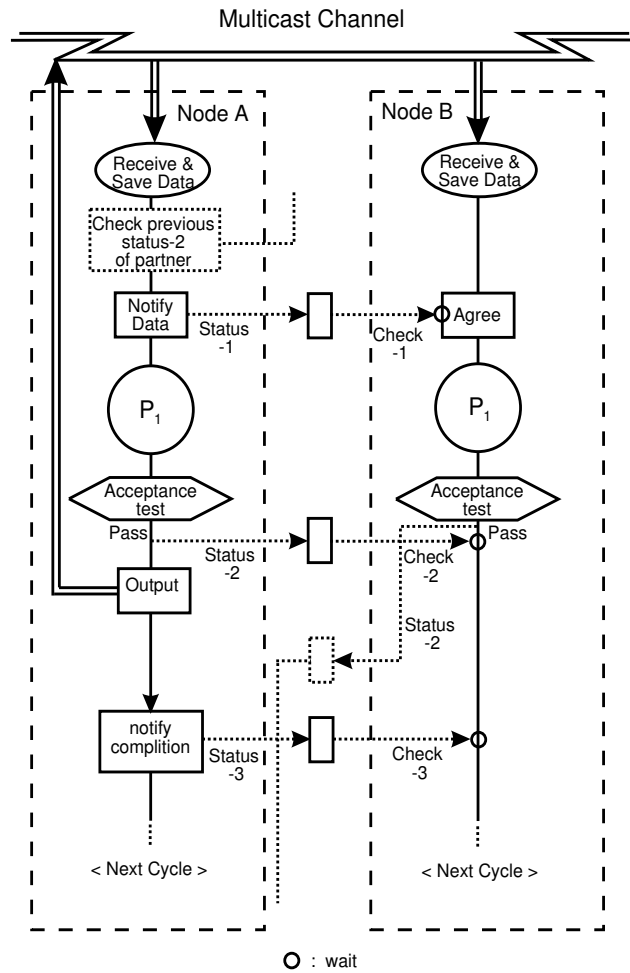 Multicast Channel
Node A
Node B
Receive &
Save Data
Receive &
Save Data
Check previous
status-2
of partner
Notify
Data
Status
-1
Check
-1
Agree
P1
P1
Acceptance
test
Acceptance
test
Pass
Pass
Status
-2
Check
-2
Output
Status
-2
notify
complition
Status
-3
Check
-3
< Next Cycle >
< Next Cycle >
: wait